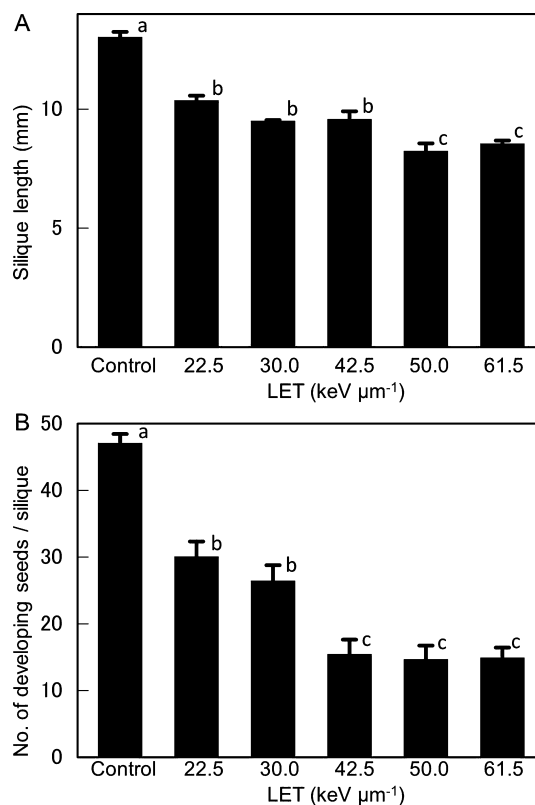 A
Silique length (mm)
10
5
0
a
b
b
b
c
c
Control 22.5 30.0 42.5 50.0 61.5
LET (keV μm-1)
B
No. of developing seeds / silique
50
40
30
20
10
0
a
b
b
c
c
c
Control 22.5 30.0 42.5 50.0 61.5
LET (keV μm-1)